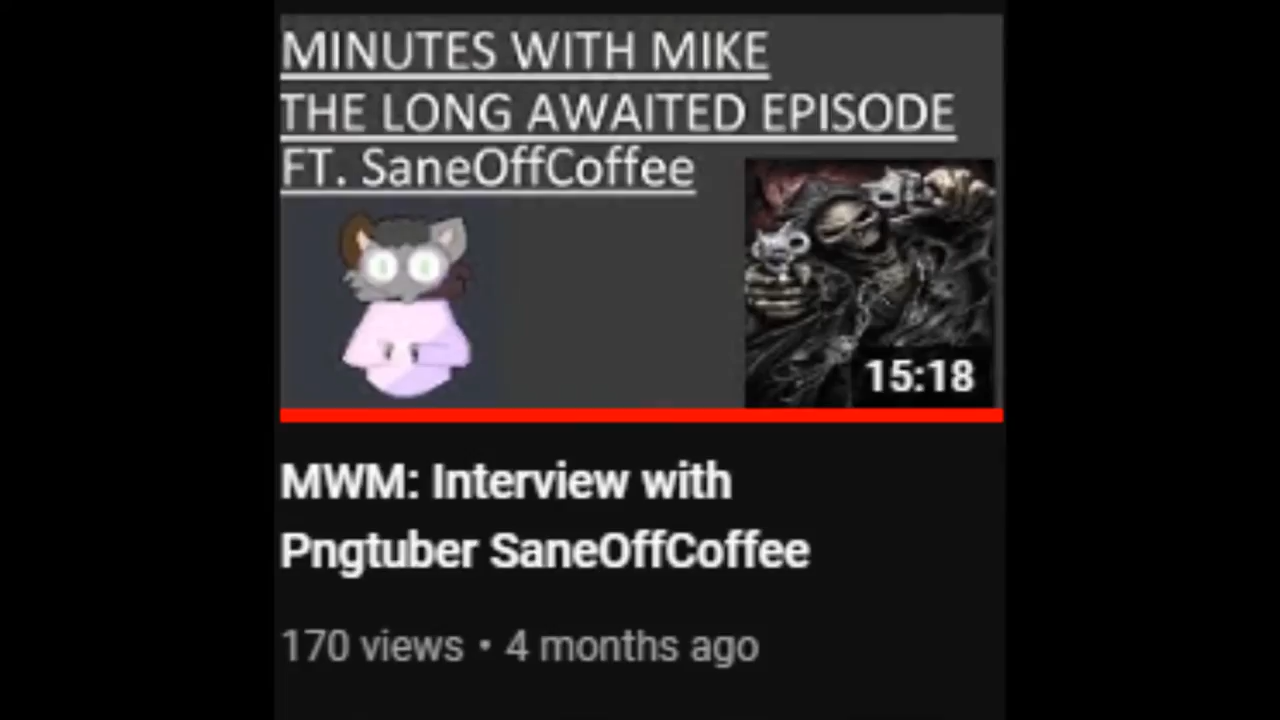 MINUTES WITH MIKE
THE LONG AWAITED EPISODE
FT. SaneOffCoffee
15:18
MWM: Interview with
Pngtuber SaneOffCoffee
170 views • 4 months ago